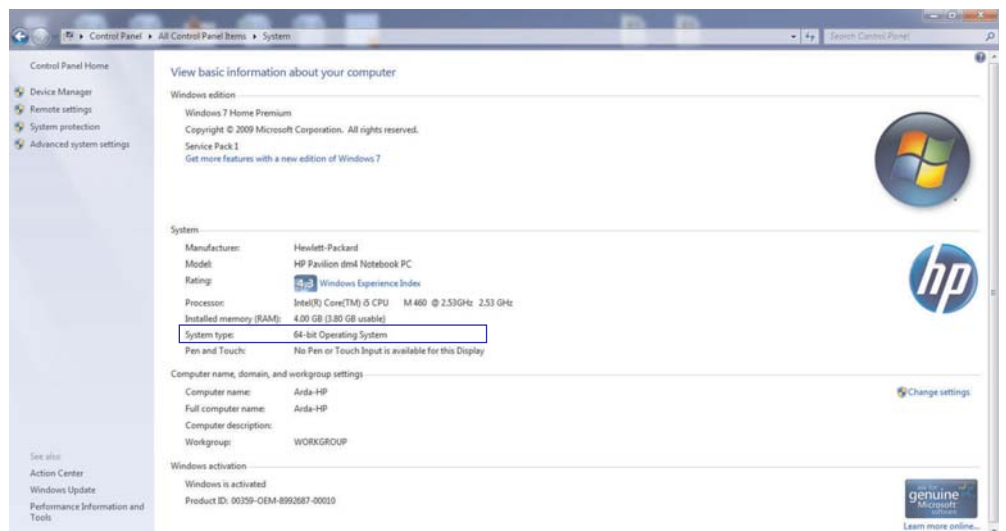 Control Panel ▸ All Control Panel Items ▸ System
Search Control Panel
Control Panel Home
Device Manager
Remote settings
System protection
Advanced system settings
See also
Action Center
Windows Update
Performance Information and
Tools
View basic information about your computer
Windows edition
Windows 7 Home Premium
Copyright © 2009 Microsoft Corporation. All rights reserved.
Service Pack 1
Get more features with a new edition of Windows 7
System
Manufacturer: Hewlett-Packard
Model: HP Pavilion dm4 Notebook PC
Rating: 4,3 Windows Experience Index
Processor: Intel(R) Core(TM) i5 CPU M 460 @ 2.53GHz 2.53 GHz
Installed memory (RAM): 4.00 GB (3.80 GB usable)
System type: 64-bit Operating System
Pen and Touch: No Pen or Touch Input is available for this Display
hp
Computer name, domain, and workgroup settings
Computer name: Arda-HP
Change settings
Full computer name: Arda-HP
Computer description:
Workgroup: WORKGROUP
Windows activation
Windows is activated
Product ID: 00359-OEM-8992687-00010
ask for
genuine
Microsoft
software
Learn more online...